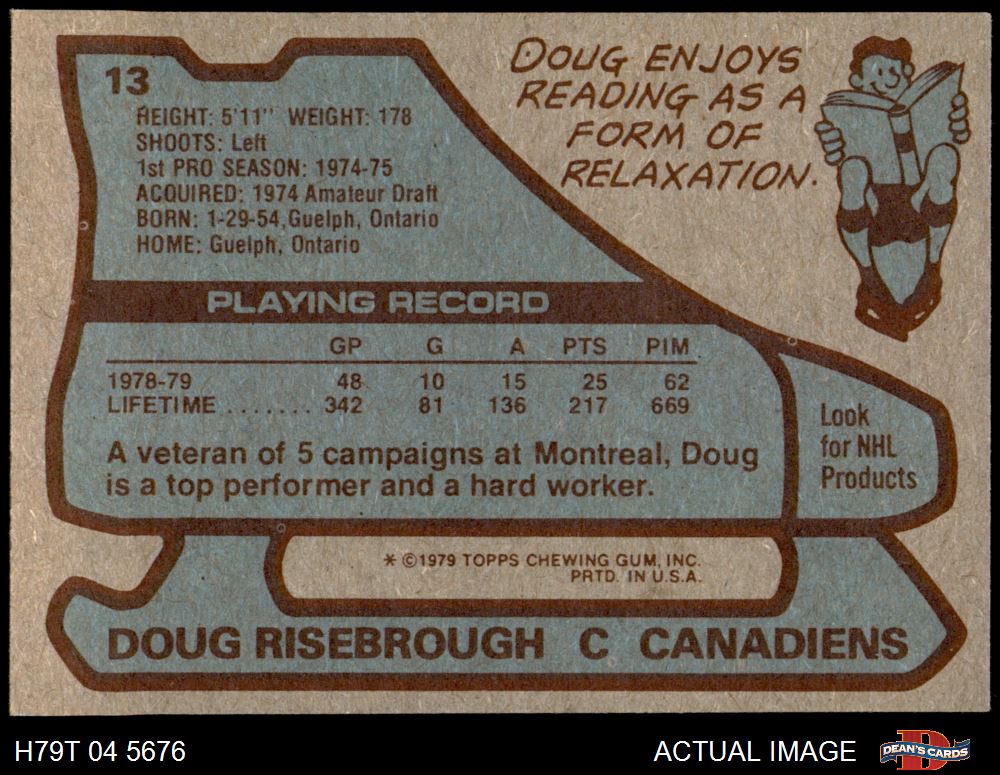 13
HEIGHT: 5'11" WEIGHT: 178
SHOOTS: Left
1st PRO SEASON: 1974-75
ACQUIRED: 1974 Amateur Draft
BORN: 1-29-54,Guelph, Ontario
HOME: Guelph, Ontario
DOUG ENJOYS
READING AS A
FORM OF
RELAXATION.
PLAYING RECORD
GP G A PTS PIM
1978-79 48 10 15 25 62
LIFETIME ....... 342 81 136 217 669
A veteran of 5 campaigns at Montreal, Doug
is a top performer and a hard worker.
Look
for NHL
Products
* ©1979 TOPPS CHEWING GUM, INC.
PRTD. IN U.S.A.
DOUG RISEBROUGH C CANADIENS
H79T 04 5676
ACTUAL IMAGE
D
DEAN'S CARDS